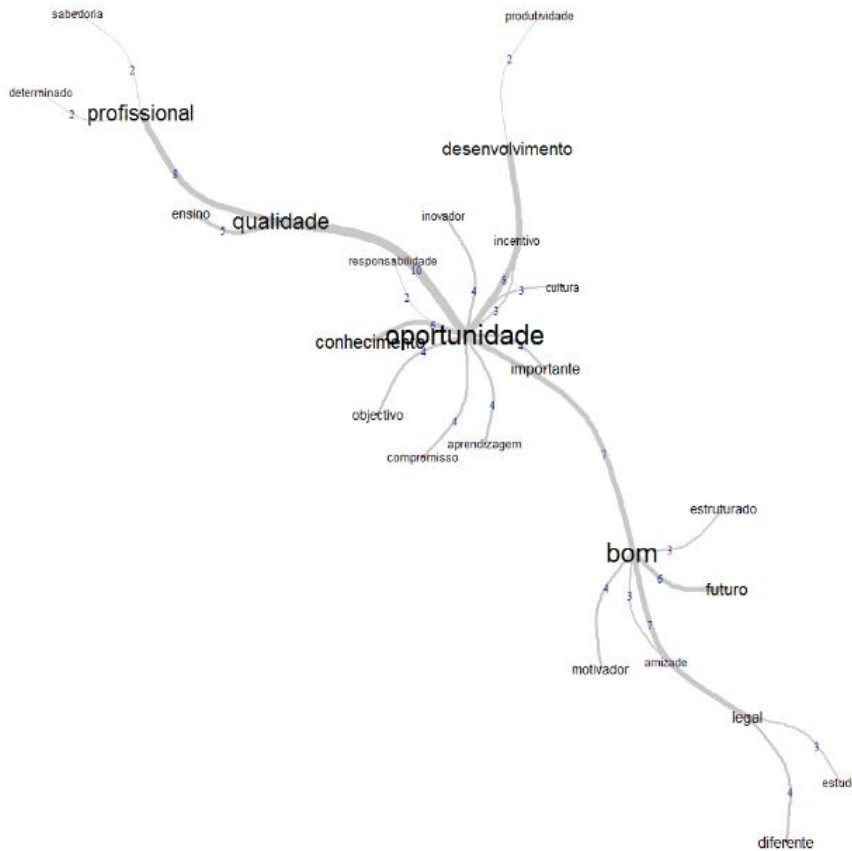 sabedoria
produtividade
2
2
determinado
2
profissional
desenvolvimento
8
ensino
qualidade
5
inovador
incentivo
responsabilidade
10
8
cultura
4
3
2
3
conhecimento
oportunidade
4
4
importante
objectivo
4
4
aprendizagem
compromisso
7
estruturado
bom
3
6
futuro
4
3
7
motivador
amizade
legal
3
4
diferente